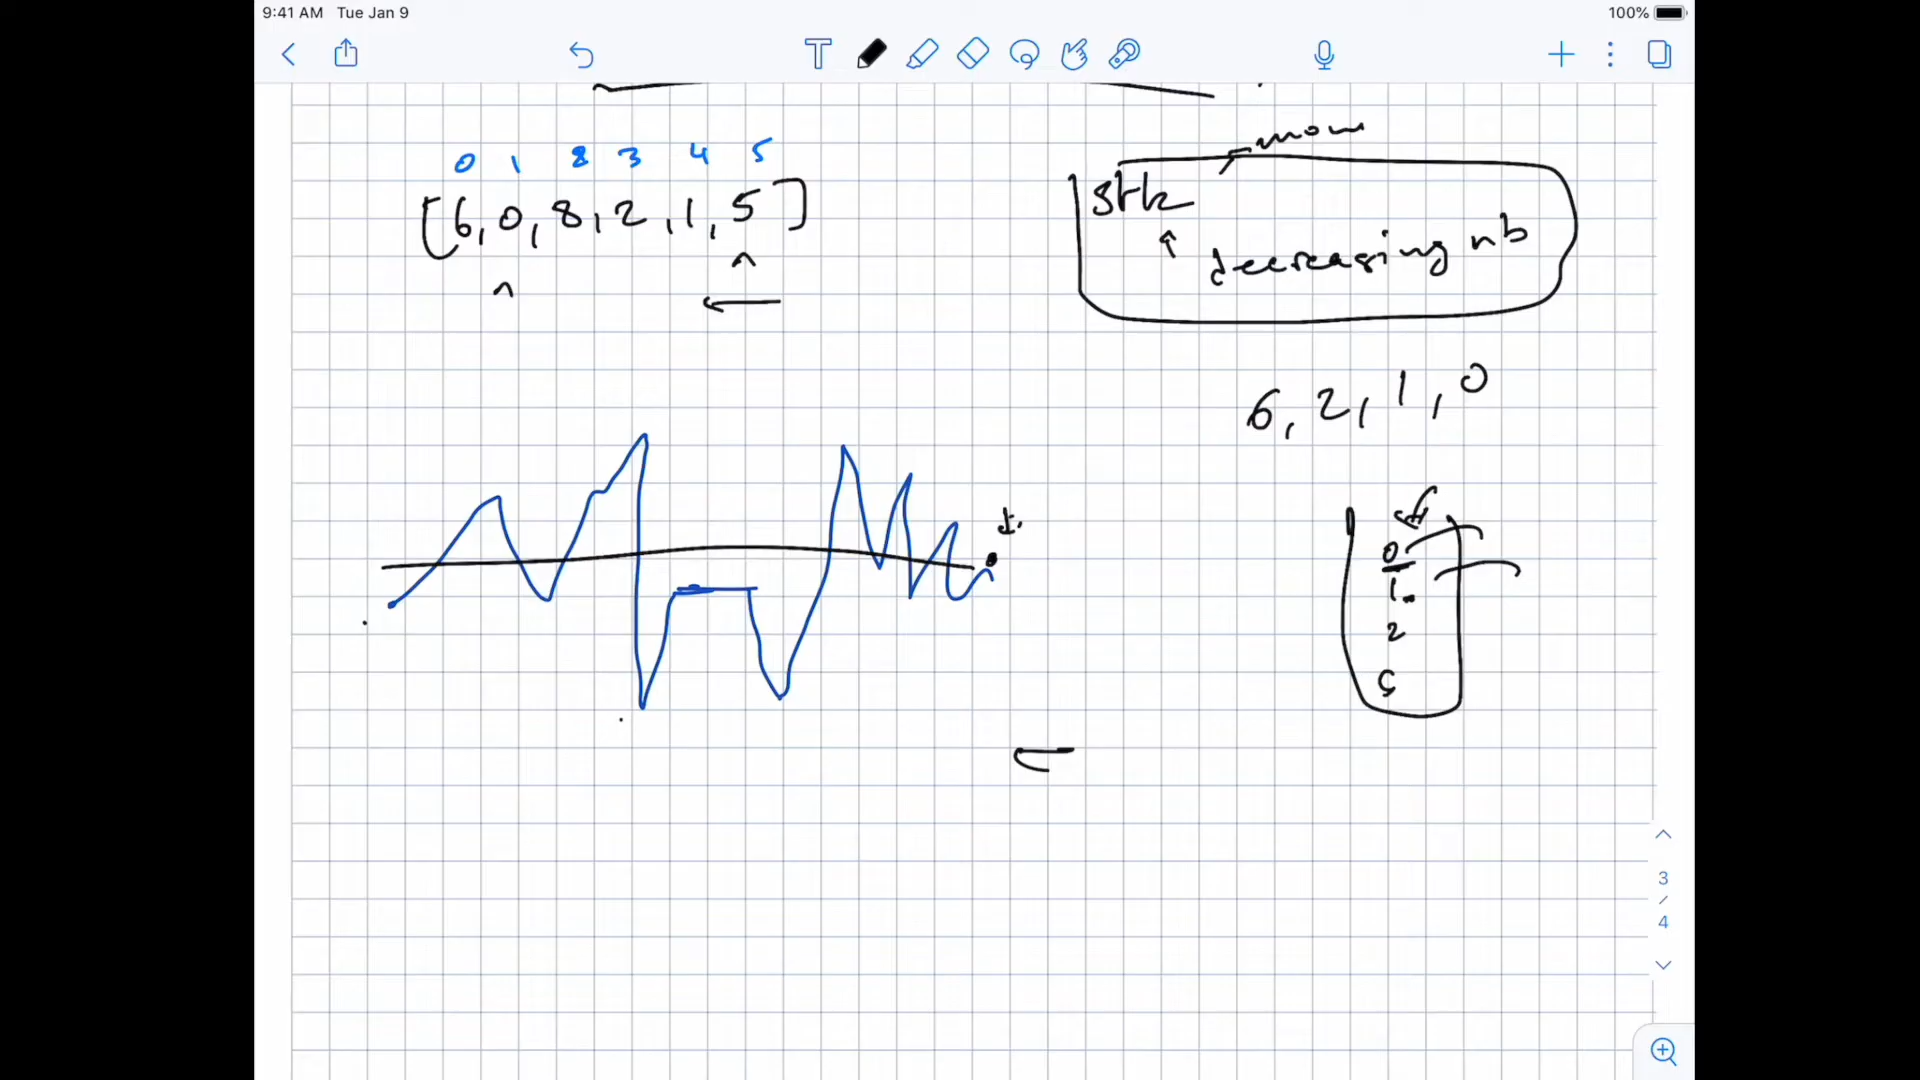 9:41 AM Tue Jan 9
100%
0 1 2 3 4 5
[6, 0, 8, 2, 1, 5]
mono
stk
decreasing nb
6, 2, 1, 0
0
1
2
5
3
4